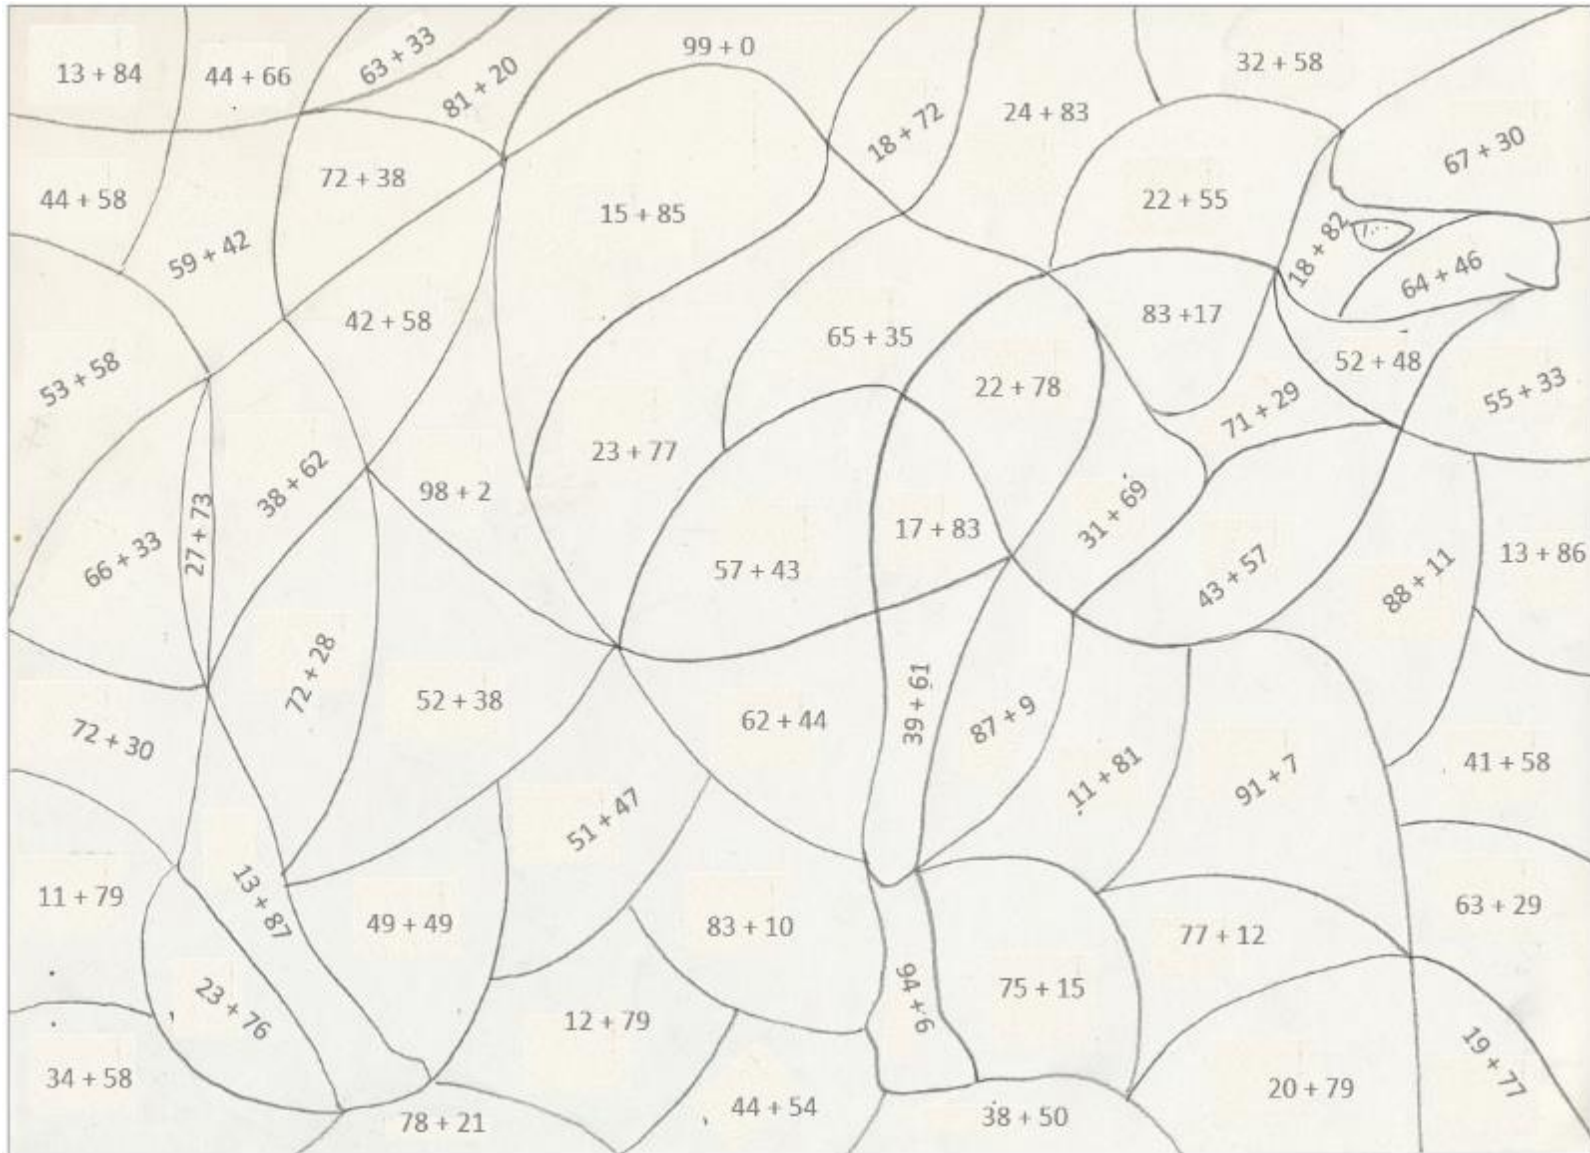 13 + 84
44 + 66
63 + 33
81 + 20
99 + 0
18 + 72
24 + 83
32 + 58
67 + 30
44 + 58
59 + 42
72 + 38
15 + 85
22 + 55
18 + 82
64 + 46
53 + 58
42 + 58
65 + 35
83 +17
52 + 48
55 + 33
22 + 78
71 + 29
66 + 33
27 + 73
38 + 62
98 + 2
23 + 77
57 + 43
17 + 83
31 + 69
43 + 57
88 + 11
13 + 86
72 + 30
72 + 28
52 + 38
62 + 44
39 + 61
87 + 9
11 + 81
91 + 7
41 + 58
11 + 79
13 + 87
49 + 49
51 + 47
83 + 10
77 + 12
63 + 29
23 + 76
12 + 79
94 + 6
75 + 15
34 + 58
78 + 21
44 + 54
38 + 50
20 + 79
19 + 77